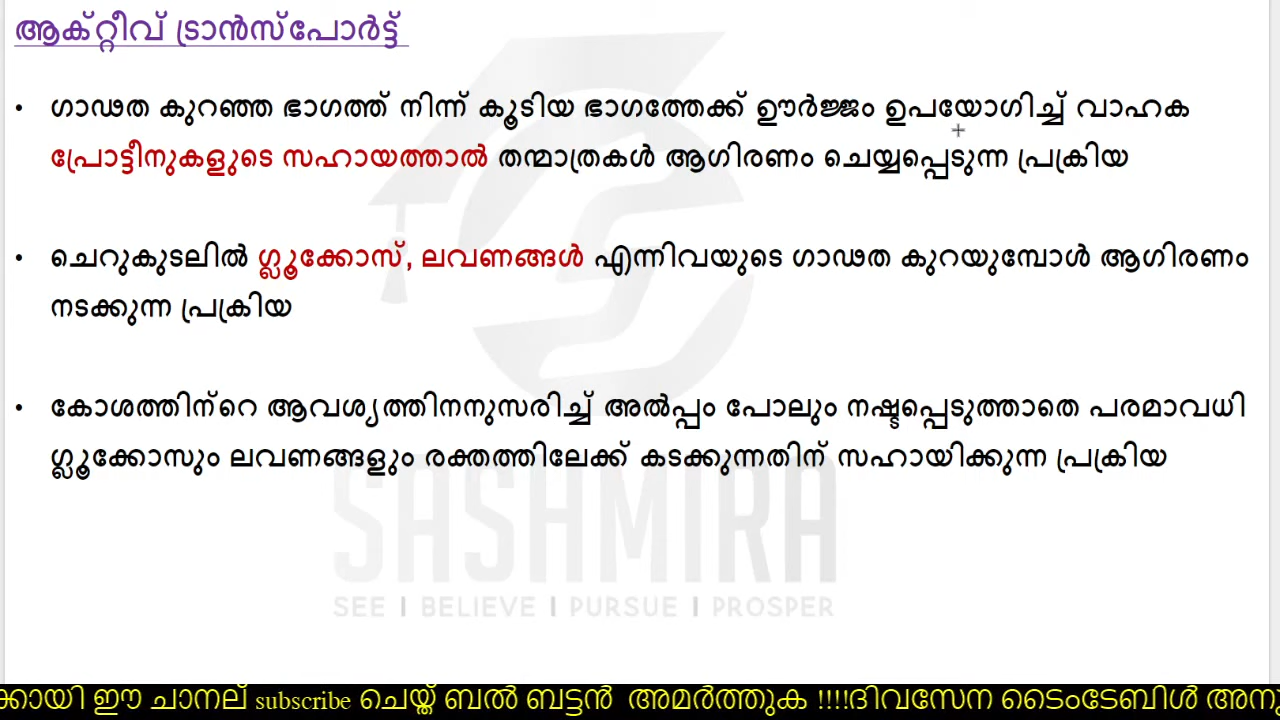 ആക്റ്റീവ് ട്രാൻസ്പോർട്ട്
• ഗാഢത കുറഞ്ഞ ഭാഗത്ത് നിന്ന് കൂടിയ ഭാഗത്തേക്ക് ഊർജ്ജം ഉപയോഗിച്ച് വാഹക
പ്രോട്ടീനുകളുടെ സഹായത്താൽ തന്മാത്രകൾ ആഗിരണം ചെയ്യപ്പെടുന്ന പ്രക്രിയ
• ചെറുകുടലിൽ ഗ്ലൂക്കോസ്, ലവണങ്ങൾ എന്നിവയുടെ ഗാഢത കുറയുമ്പോൾ ആഗിരണം
നടക്കുന്ന പ്രക്രിയ
• കോശത്തിന്റെ ആവശ്യത്തിനനുസരിച്ച് അൽപ്പം പോലും നഷ്ടപ്പെടുത്താതെ പരമാവധി
ഗ്ലൂക്കോസും ലവണങ്ങളും രക്തത്തിലേക്ക് കടക്കുന്നതിന് സഹായിക്കുന്ന പ്രക്രിയ
SASHMIRA
SEE | BELIEVE | PURSUE | PROSPER
ഈ ചാനല് subscribe ചെയ്ത് ബൽ ബട്ടൻ അമർത്തുക !!!!ദിവസേന ടൈംടേബിൾ